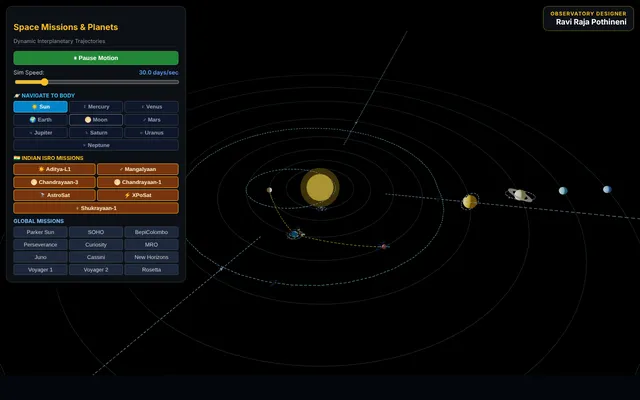 Space Missions & Planets
Dynamic Interplanetary Trajectories
⏸ Pause Motion
Sim Speed: 30.0 days/sec
🪐 NAVIGATE TO BODY
☀️ Sun
☿ Mercury
♀ Venus
🌍 Earth
🌕 Moon
♂ Mars
♃ Jupiter
♄ Saturn
♅ Uranus
♆ Neptune
🇮🇳 INDIAN ISRO MISSIONS
☀️ Aditya-L1
♂ Mangalyaan
🌕 Chandrayaan-3
🌕 Chandrayaan-1
🔭 AstroSat
⚡ XPoSat
♀ Shukrayaan-1
GLOBAL MISSIONS
Parker Sun
SOHO
BepiColombo
Perseverance
Curiosity
MRO
Juno
Cassini
New Horizons
Voyager 1
Voyager 2
Rosetta
OBSERVATORY DESIGNER
Ravi Raja Pothineni